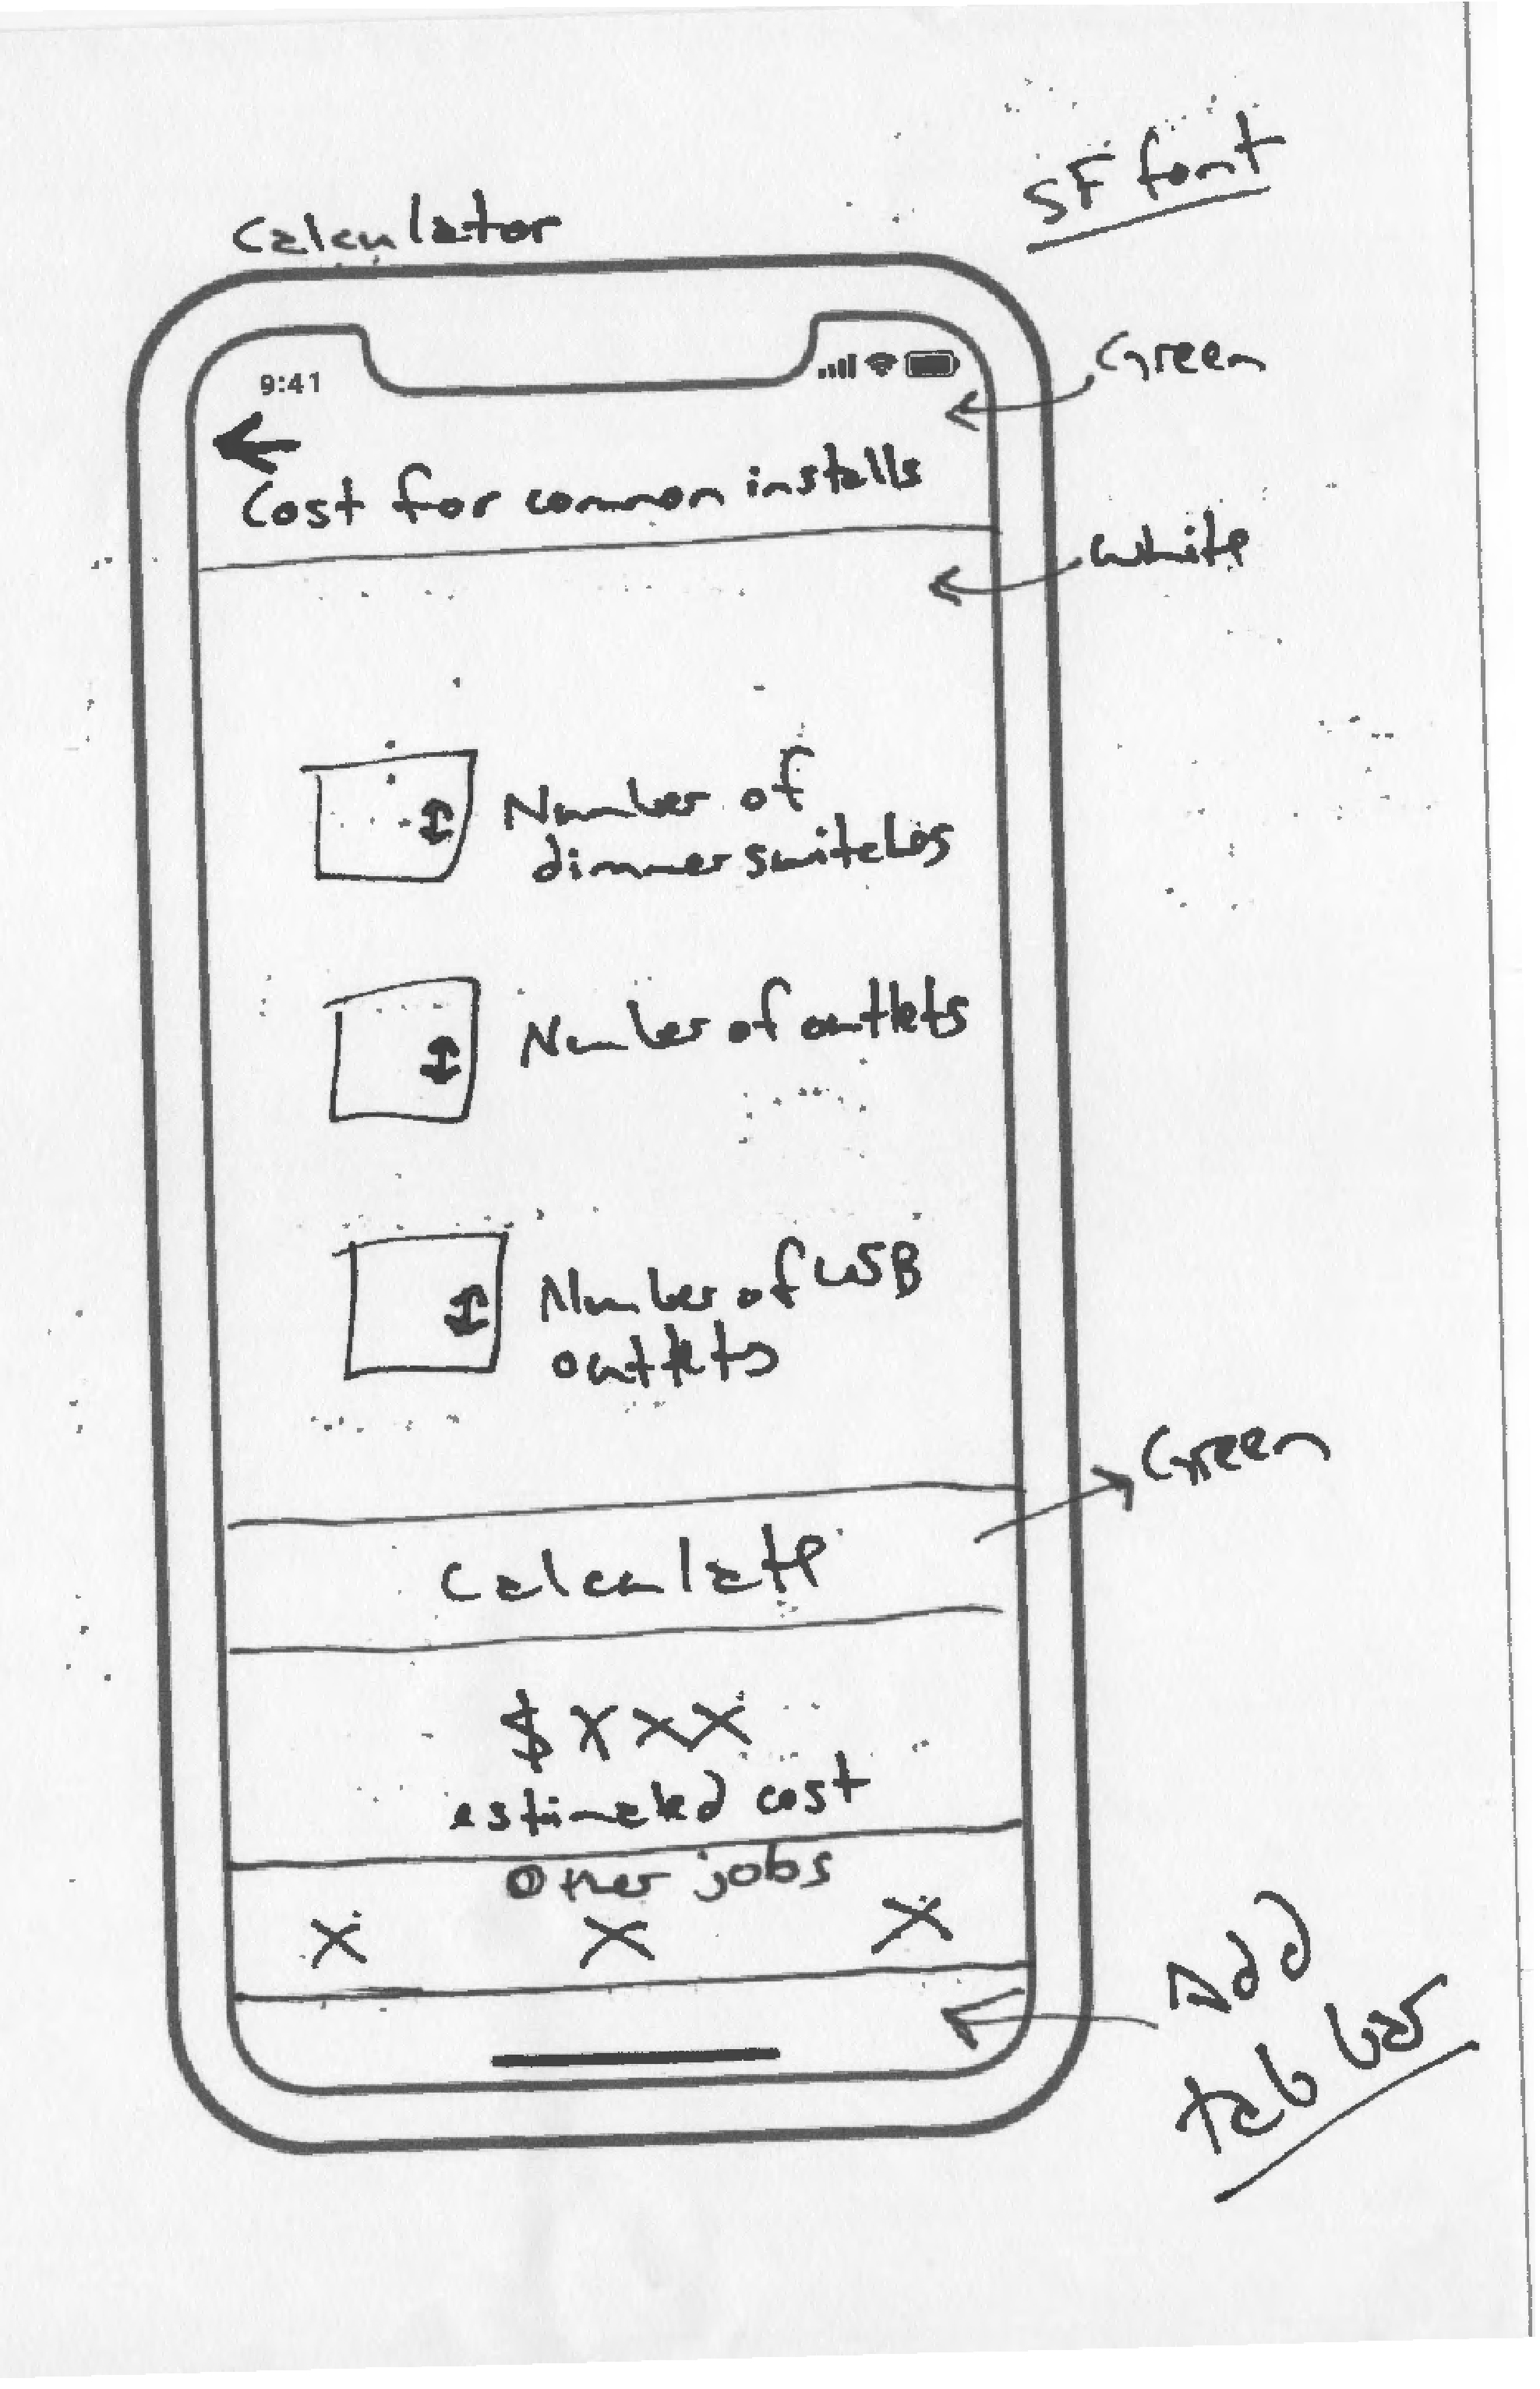 SF font
Calculator
9:41
Green
Cost for common installs
White
Number of
dimmer switches
Number of outlets
Number of USB
outlets
Green
Calculate
$ XXX
estimated cost
Other jobs
X X X
Add
tab bar